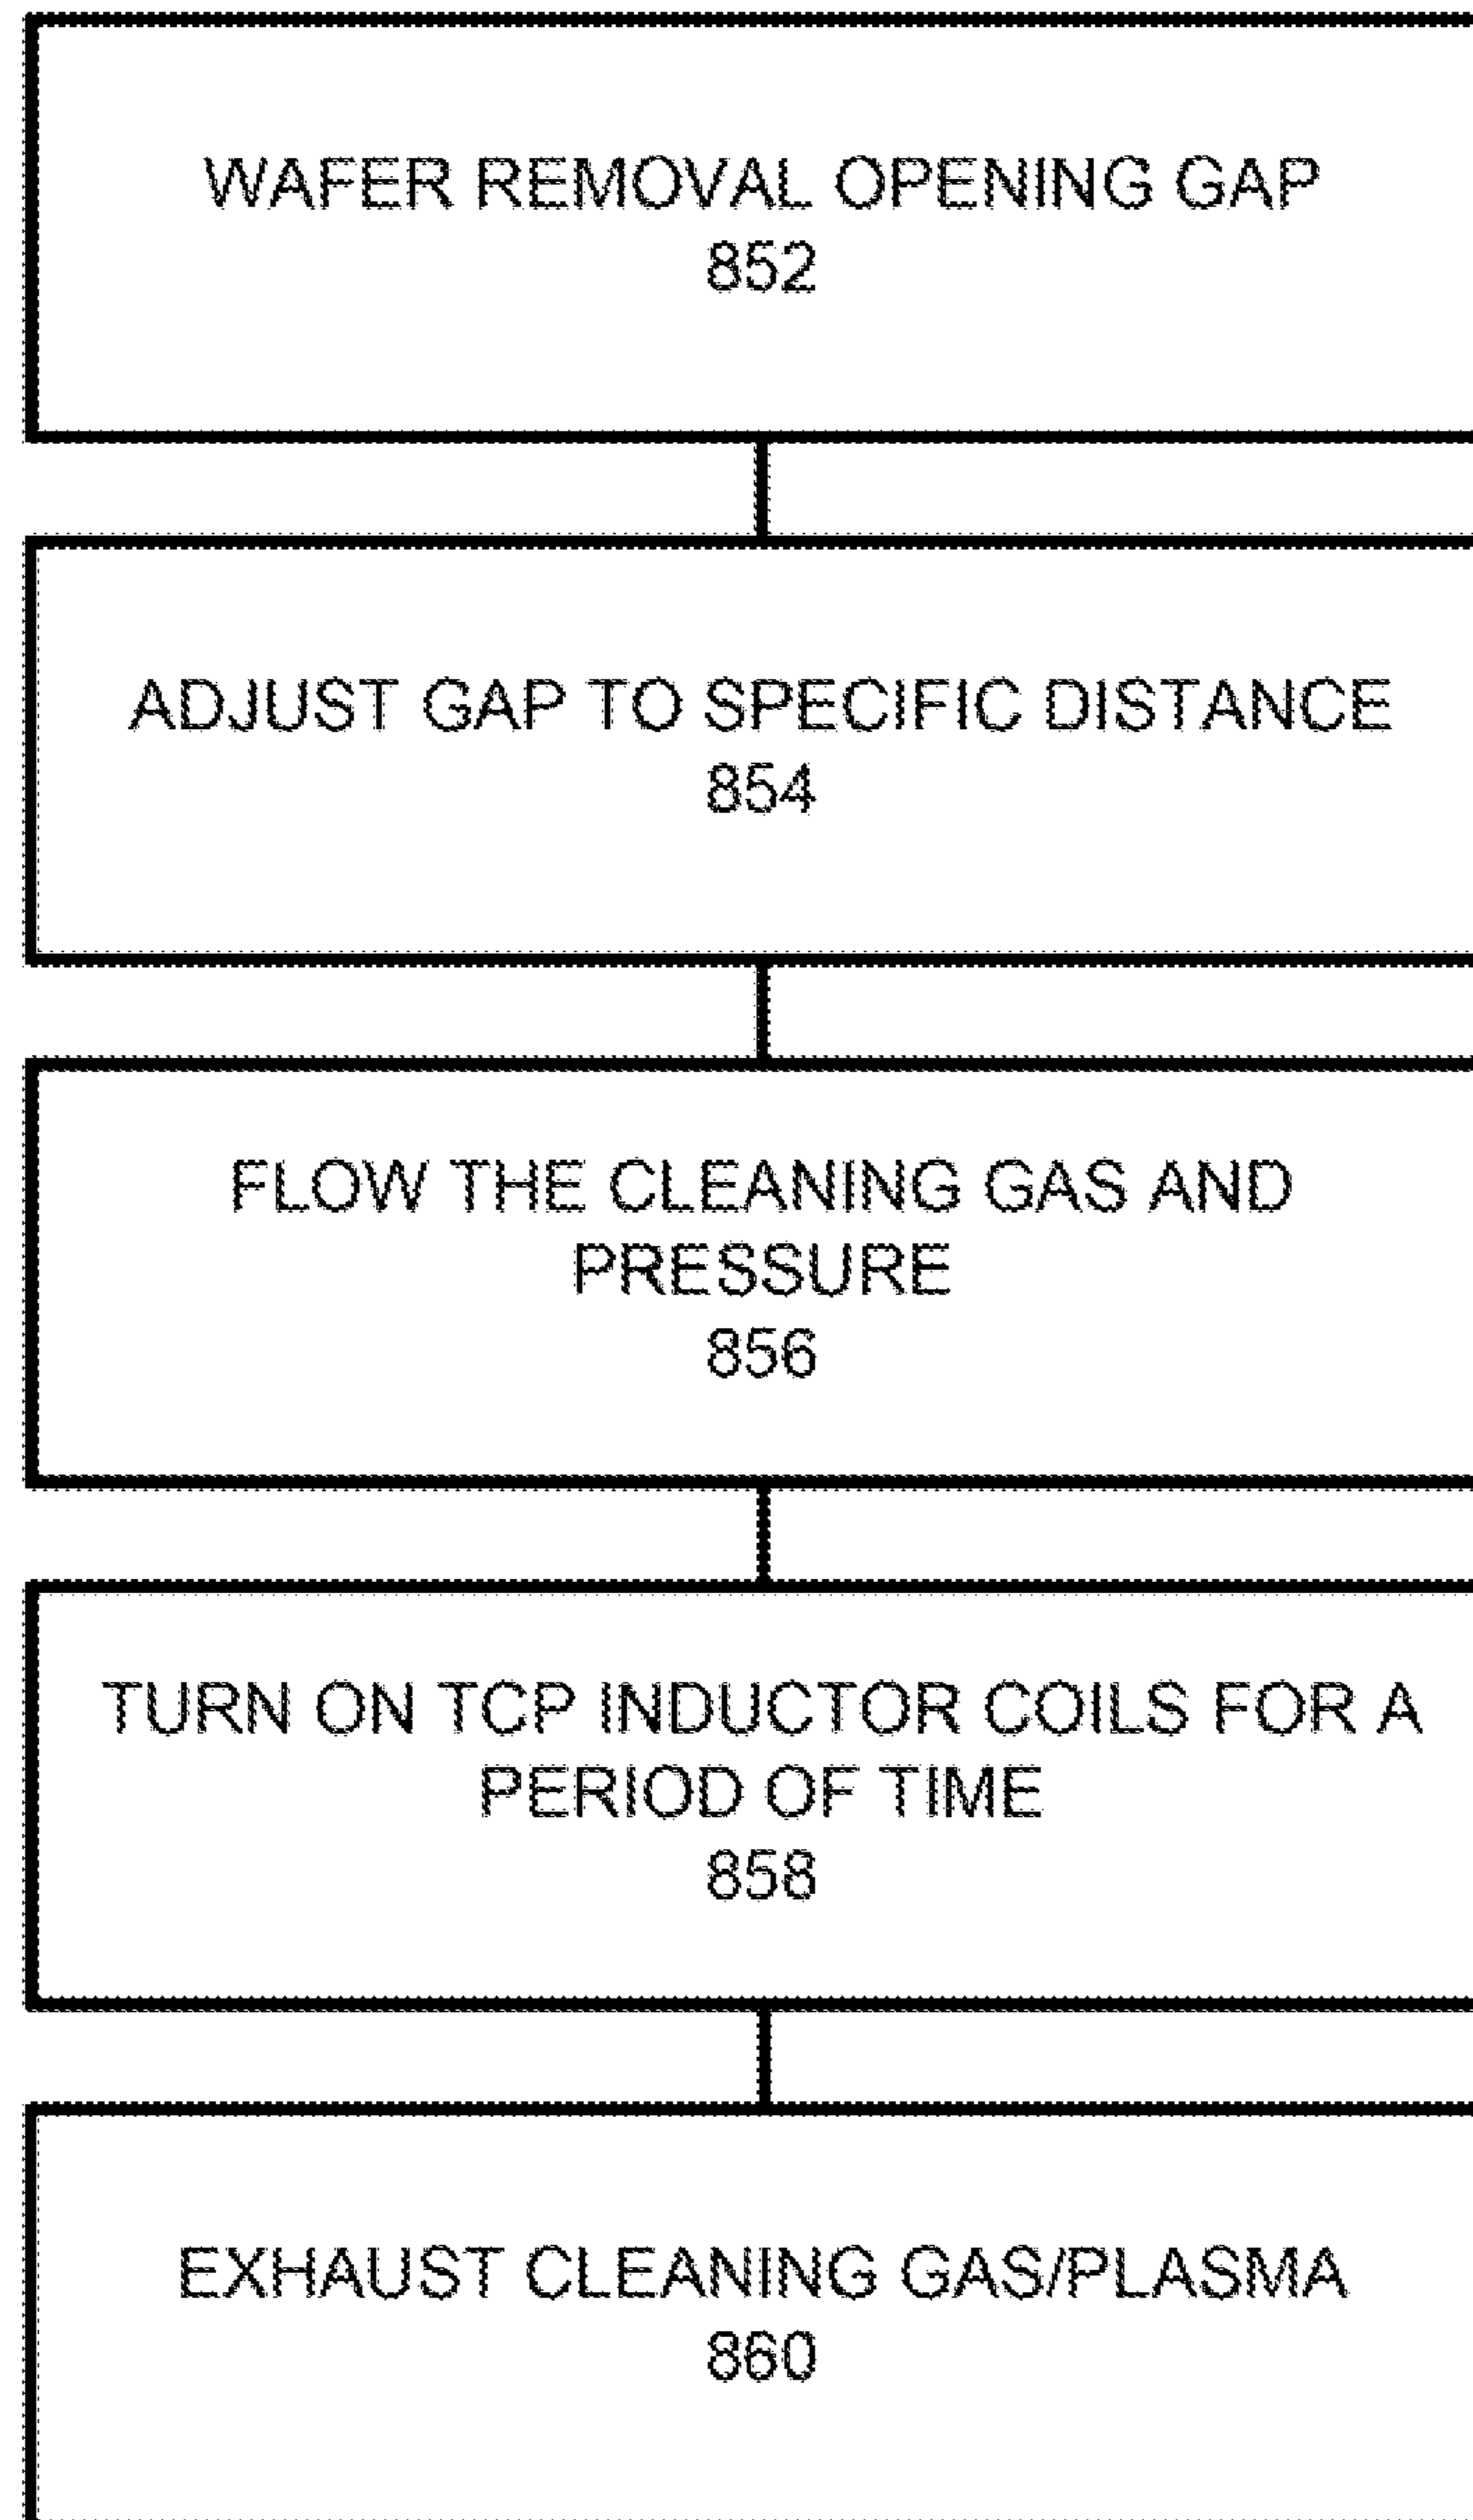 WAFER REMOVAL OPENING GAP
852
ADJUST GAP TO SPECIFIC DISTANCE
854
FLOW THE CLEANING GAS AND
PRESSURE
856
TURN ON TCP INDUCTOR COILS FOR A
PERIOD OF TIME
858
EXHAUST CLEANING GAS/PLASMA
860